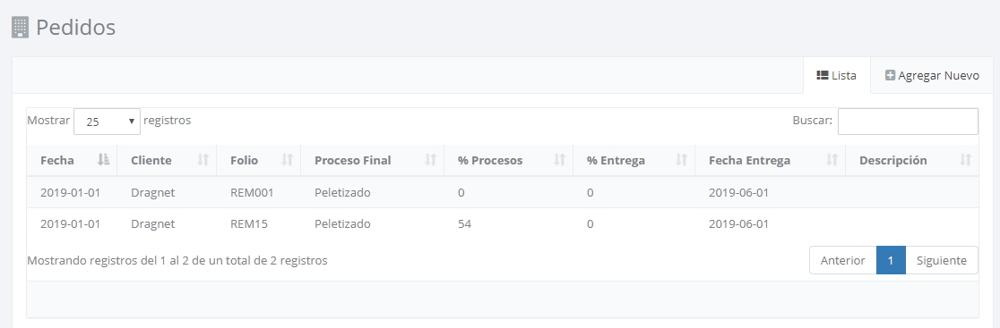 Pedidos
Lista Agregar Nuevo
Mostrar 25 registros Buscar:
Fecha Cliente Folio Proceso Final % Procesos % Entrega Fecha Entrega Descripción
2019-01-01 Dragnet REM001 Peletizado 0 0 2019-06-01
2019-01-01 Dragnet REM15 Peletizado 54 0 2019-06-01
Mostrando registros del 1 al 2 de un total de 2 registros Anterior 1 Siguiente